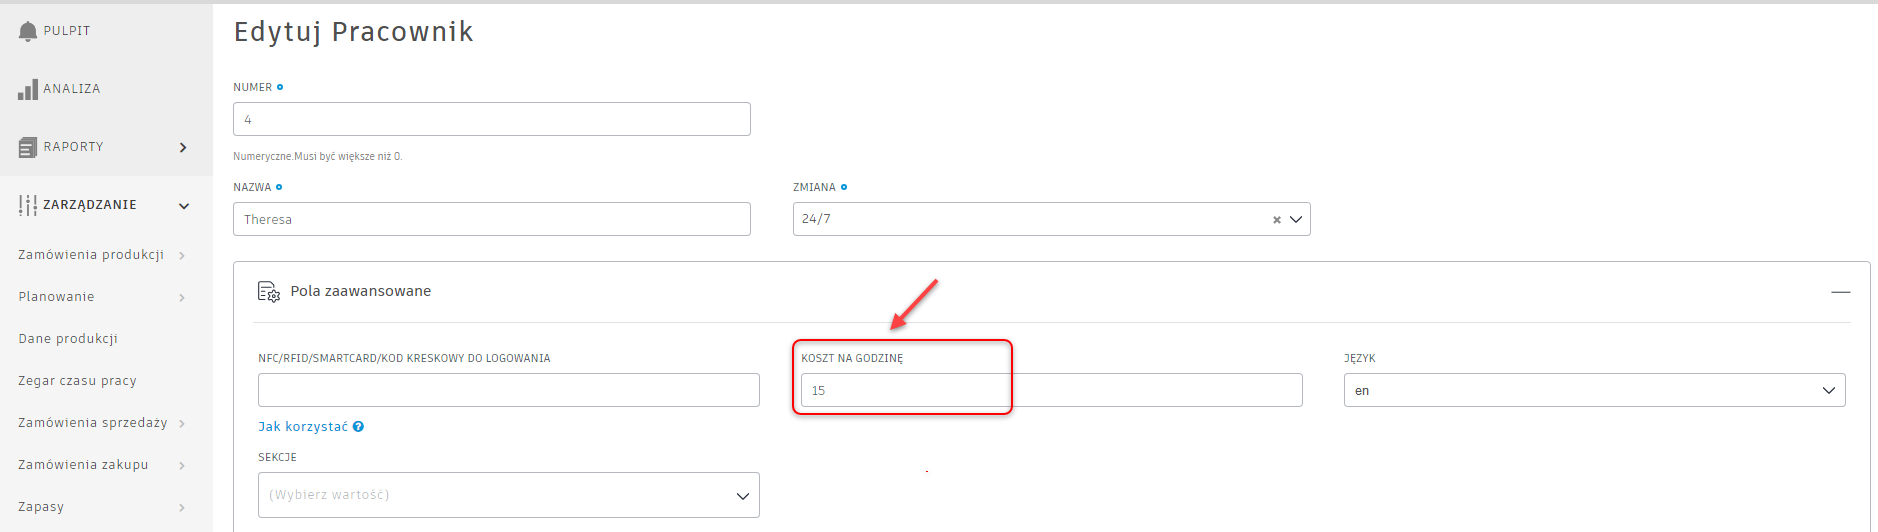 PULPIT
ANALIZA
RAPORTY
ZARZĄDZANIE
Zamówienia produkcji
Planowanie
Dane produkcji
Zegar czasu pracy
Zamówienia sprzedaży
Zamówienia zakupu
Zapasy
Edytuj Pracownik
NUMER
4
Numeryczne.Musi być większe niż 0.
NAZWA
Theresa
ZMIANA
24/7
Pola zaawansowane
NFC/RFID/SMARTCARD/KOD KRESKOWY DO LOGOWANIA
Jak korzystać
KOSZT NA GODZINĘ
15
JĘZYK
en
SEKCJE
(Wybierz wartość)